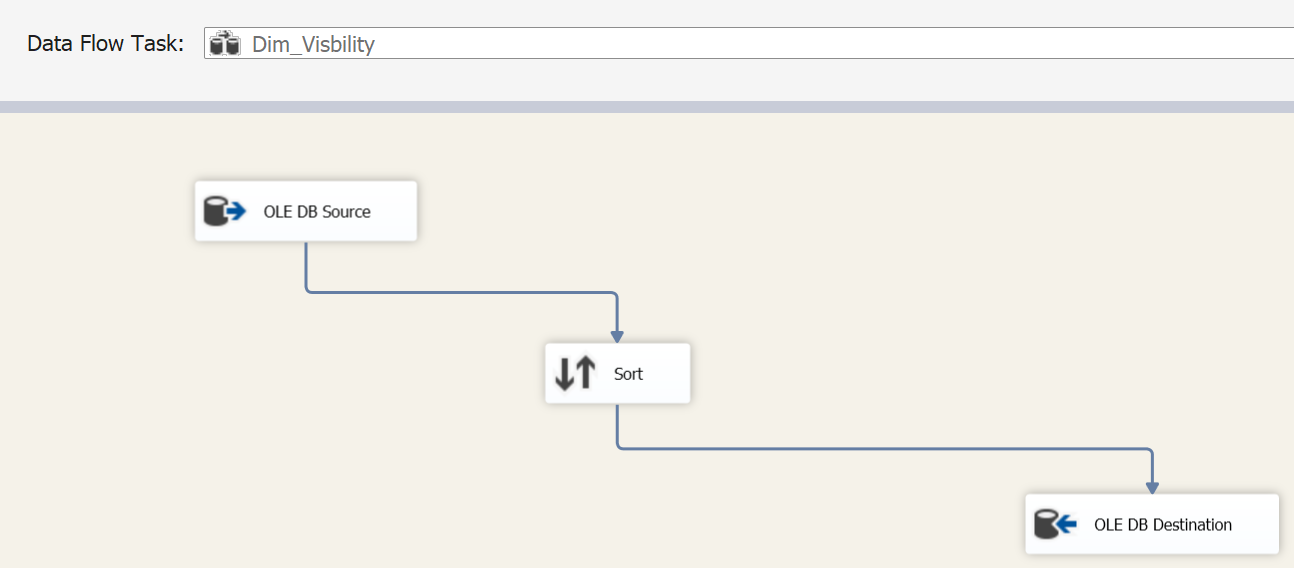 Data Flow Task: Dim_Visbility
OLE DB Source
Sort
OLE DB Destination